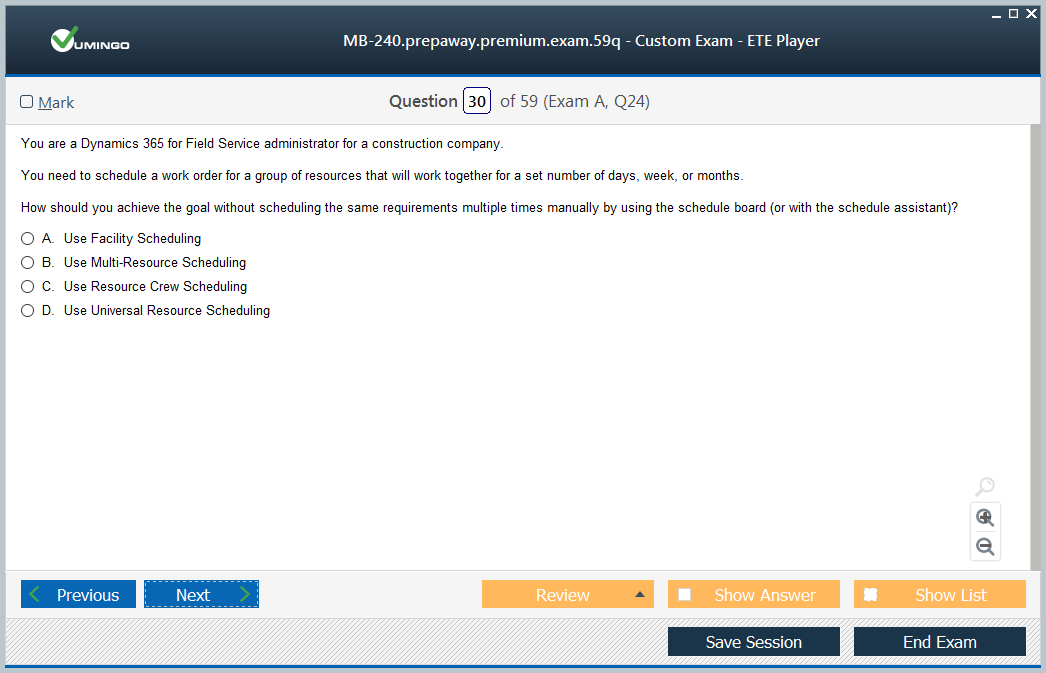 VUMINGO
MB-240.prepaway.premium.exam.59q - Custom Exam - ETE Player
Mark
Question 30 of 59 (Exam A, Q24)
You are a Dynamics 365 for Field Service administrator for a construction company.
You need to schedule a work order for a group of resources that will work together for a set number of days, week, or months.
How should you achieve the goal without scheduling the same requirements multiple times manually by using the schedule board (or with the schedule assistant)?
A. Use Facility Scheduling
B. Use Multi-Resource Scheduling
C. Use Resource Crew Scheduling
D. Use Universal Resource Scheduling
Previous Next Review Show Answer Show List
Save Session End Exam